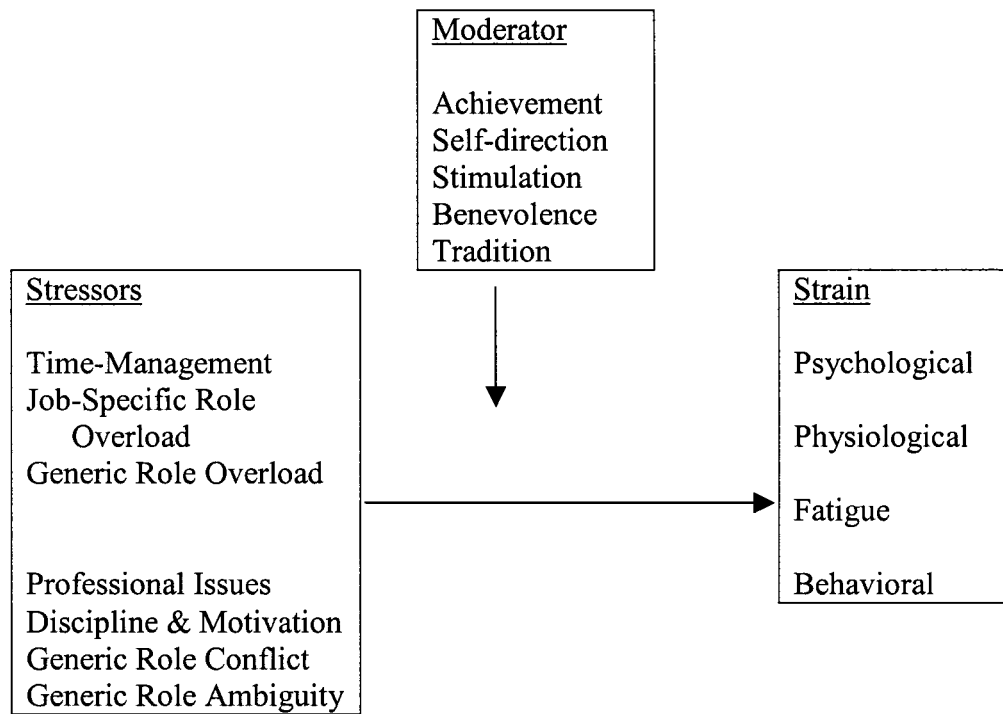 Moderator
Achievement
Self-direction
Stimulation
Benevolence
Tradition
Stressors
Time-Management
Job-Specific Role
Overload
Generic Role Overload
Professional Issues
Discipline & Motivation
Generic Role Conflict
Generic Role Ambiguity
Strain
Psychological
Physiological
Fatigue
Behavioral